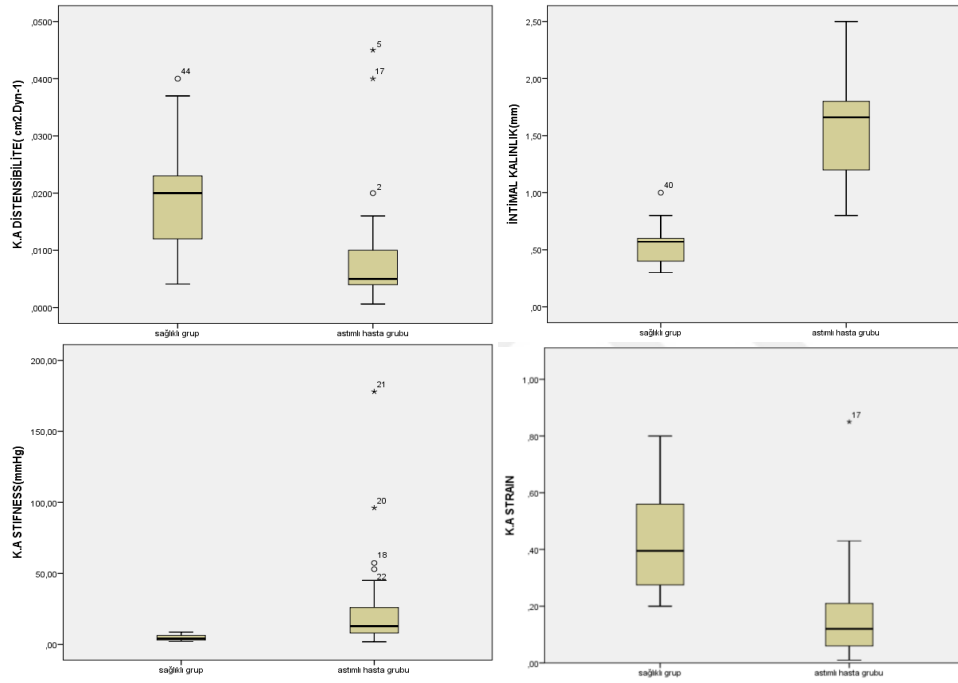 K.A DİSTENSİBİLİTE( cm2.Dyn-1)
,0500
,0400
,0300
,0200
,0100
,0000
44
5
17
2
sağlıklı grup
astımlı hasta grubu
İNTİMAL KALINLIK(mm)
2,50
2,00
1,50
1,00
,50
,00
40
sağlıklı grup
astımlı hasta grubu
K.A STIFNESS(mmHg)
200,00
150,00
100,00
50,00
,00
21
20
18
22
sağlıklı grup
astımlı hasta grubu
K.A STRAIN
1,00
,80
,60
,40
,20
,00
17
sağlıklı grup
astımlı hasta grubu